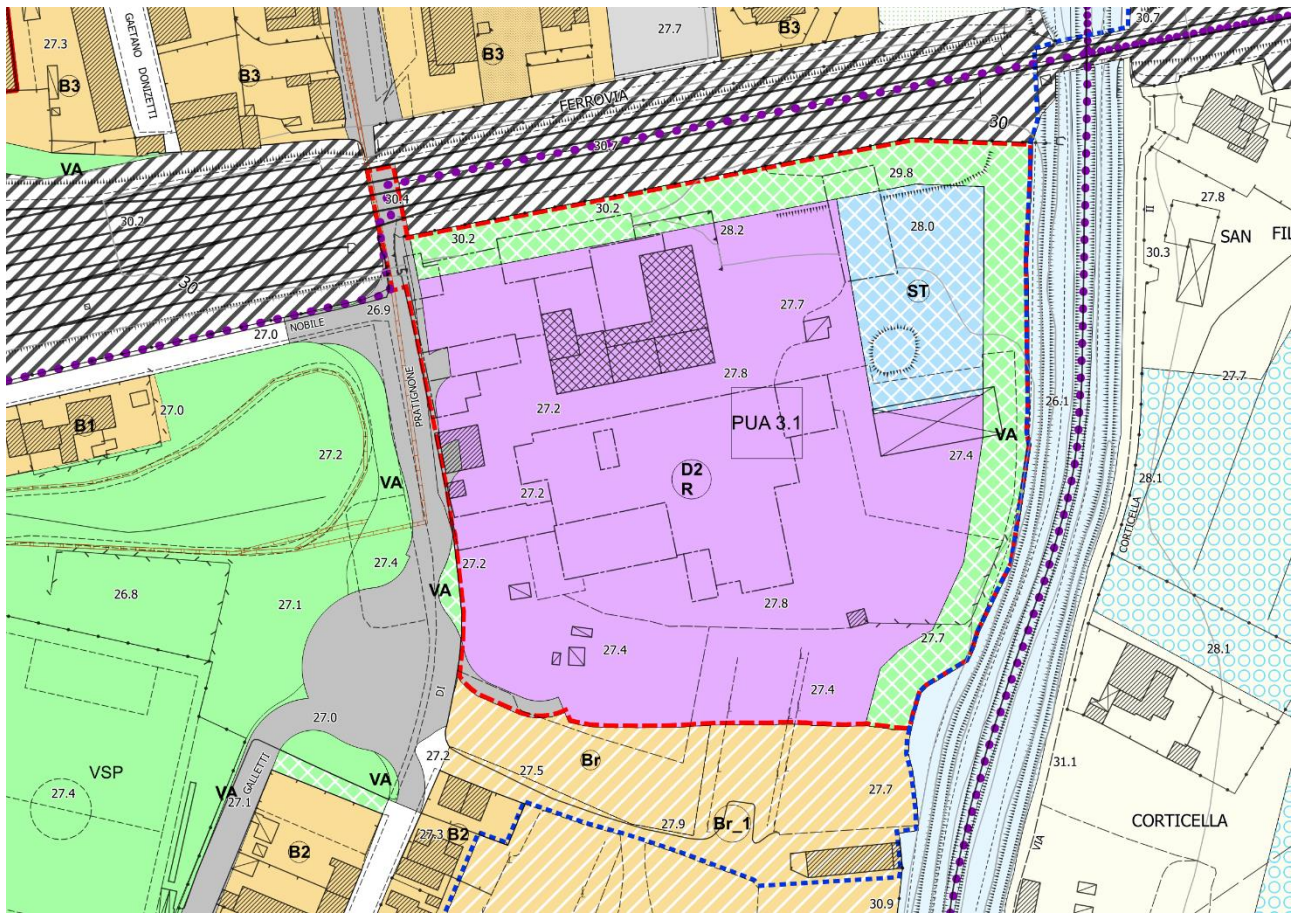 30.7
27.3
GAETANO DONIZETTI
B3
27.7
B3
B3
B3
FERROVIA
30
30.7
VA
30.2
30.4
30.2
30.2
29.8
27.8
II
SAN
FIL
30.3
28.2
28.0
ST
30
26.9
27.0
NOBILE
27.7
27.8
27.7
26.1
PRATIGNONE
27.0
B1
27.2
27.2
PUA 3.1
VA
27.4
D2
R
VA
27.2
28.1
CORTICELLA
27.4
27.2
26.8
27.1
VA
27.8
27.7
28.1
27.4
27.4
DI
27.0
27.2
Br
27.5
27.7
31.1
VSP
27.4
VA
VA
27.1
GALLETTI
27.3
B2
B2
27.9
Br_1
CORTICELLA
VIA
30.9